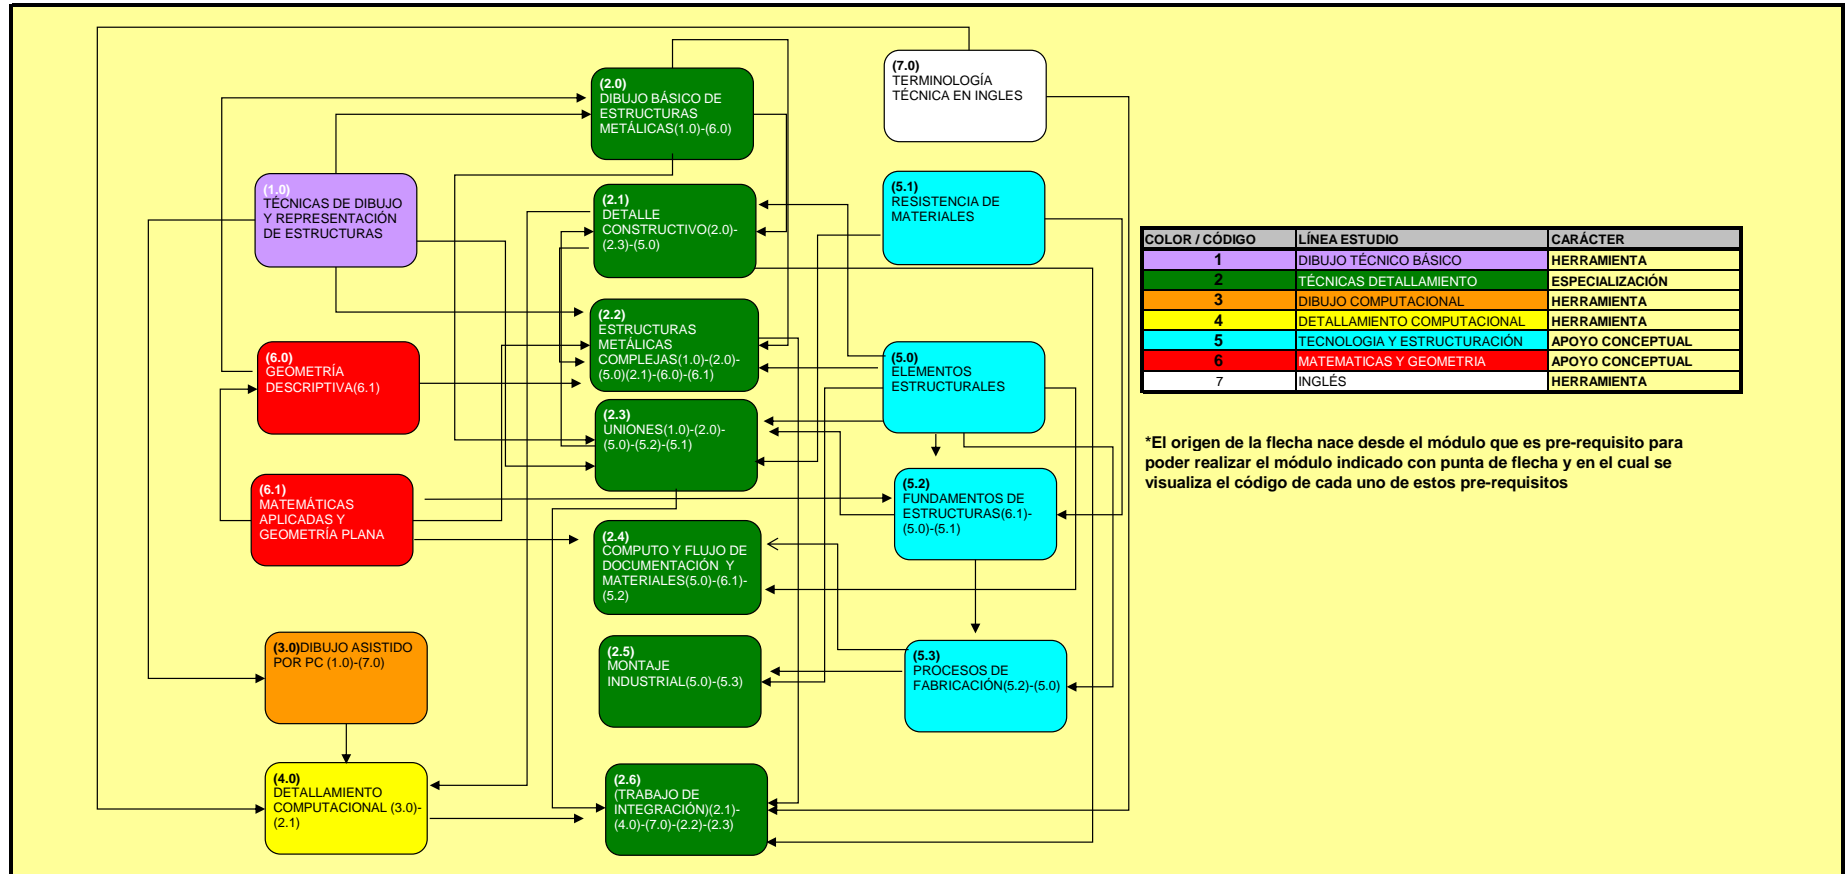 (2.0)
DIBUJO BÁSICO DE
ESTRUCTURAS
METÁLICAS(1.0)-(6.0)
(7.0)
TERMINOLOGÍA
TÉCNICA EN INGLES
(1.0)
TÉCNICAS DE DIBUJO
Y REPRESENTACIÓN
DE ESTRUCTURAS
(2.1)
DETALLE
CONSTRUCTIVO(2.0)-
(2.3)-(5.0)
(5.1)
RESISTENCIA DE
MATERIALES
(2.2)
ESTRUCTURAS
METÁLICAS
COMPLEJAS(1.0)-(2.0)-
(5.0)(2.1)-(6.0)-(6.1)
(6.0)
GEOMETRÍA
DESCRIPTIVA(6.1)
(5.0)
ELEMENTOS
ESTRUCTURALES
(2.3)
UNIONES(1.0)-(2.0)-
(5.0)-(5.2)-(5.1)
(6.1)
MATEMÁTICAS
APLICADAS Y
GEOMETRÍA PLANA
(5.2)
FUNDAMENTOS DE
ESTRUCTURAS(6.1)-
(5.0)-(5.1)
(2.4)
COMPUTO Y FLUJO DE
DOCUMENTACIÓN Y
MATERIALES(5.0)-(6.1)-
(5.2)
(3.0)DIBUJO ASISTIDO
POR PC (1.0)-(7.0)
(2.5)
MONTAJE
INDUSTRIAL(5.0)-(5.3)
(5.3)
PROCESOS DE
FABRICACIÓN(5.2)-(5.0)
(4.0)
DETALLAMIENTO
COMPUTACIONAL (3.0)-
(2.1)
(2.6)
(TRABAJO DE
INTEGRACIÓN)(2.1)-
(4.0)-(7.0)-(2.2)-(2.3)
COLOR / CÓDIGO LÍNEA ESTUDIO CARÁCTER
1 DIBUJO TÉCNICO BÁSICO HERRAMIENTA
2 TÉCNICAS DETALLAMIENTO ESPECIALIZACIÓN
3 DIBUJO COMPUTACIONAL HERRAMIENTA
4 DETALLAMIENTO COMPUTACIONAL HERRAMIENTA
5 TECNOLOGIA Y ESTRUCTURACIÓN APOYO CONCEPTUAL
6 MATEMATICAS Y GEOMETRIA APOYO CONCEPTUAL
7 INGLÉS HERRAMIENTA
*El origen de la flecha nace desde el módulo que es pre-requisito para
poder realizar el módulo indicado con punta de flecha y en el cual se
visualiza el código de cada uno de estos pre-requisitos